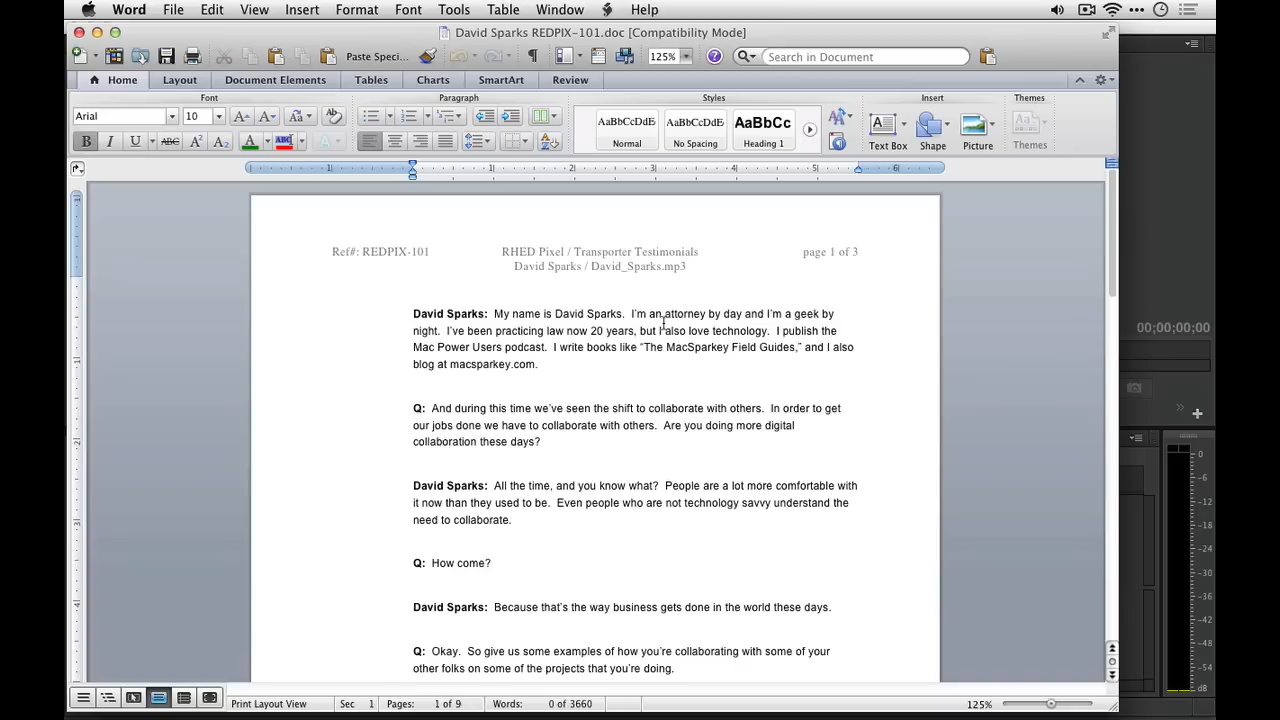 Word File Edit View Insert Format Font Tools Table Window Help
David Sparks REDPIX-101.doc [Compatibility Mode]
Paste Speci... 125% Search in Document
Home Layout Document Elements Tables Charts SmartArt Review
Font Paragraph Styles Insert Themes
Arial 10 AaBbCcDdE AaBbCcDdE AaBbCc
Normal No Spacing Heading 1 Text Box Shape Picture Themes
Ref#: REDPIX-101 RHED Pixel / Transporter Testimonials page 1 of 3
David Sparks / David_Sparks.mp3
David Sparks: My name is David Sparks. I'm an attorney by day and I'm a geek by
night. I've been practicing law now 20 years, but I also love technology. I publish the
Mac Power Users podcast. I write books like “The MacSparkey Field Guides,” and I also
blog at macsparkey.com.
Q: And during this time we've seen the shift to collaborate with others. In order to get
our jobs done we have to collaborate with others. Are you doing more digital
collaboration these days?
David Sparks: All the time, and you know what? People are a lot more comfortable with
it now than they used to be. Even people who are not technology savvy understand the
need to collaborate.
Q: How come?
David Sparks: Because that's the way business gets done in the world these days.
Q: Okay. So give us some examples of how you're collaborating with some of your
other folks on some of the projects that you're doing.
Print Layout View Sec 1 Pages: 1 of 9 Words: 0 of 3660 125%
00;00;00;00
0
-6
-12
-18
-24
-30
-36
-42
-48
-54
dB